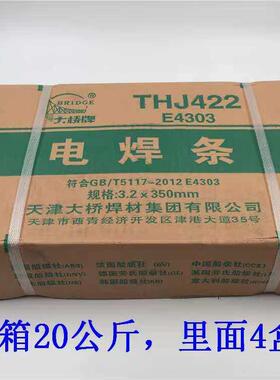 BRIDGE
大桥牌
THJ422
E4303
电焊条
符合GB/T5117-2012 E4303
规格:3.2×350mm
天津大桥焊材集团有限公司
天津市西青经济开发区津港大道35号
箱20公斤，里面4盒